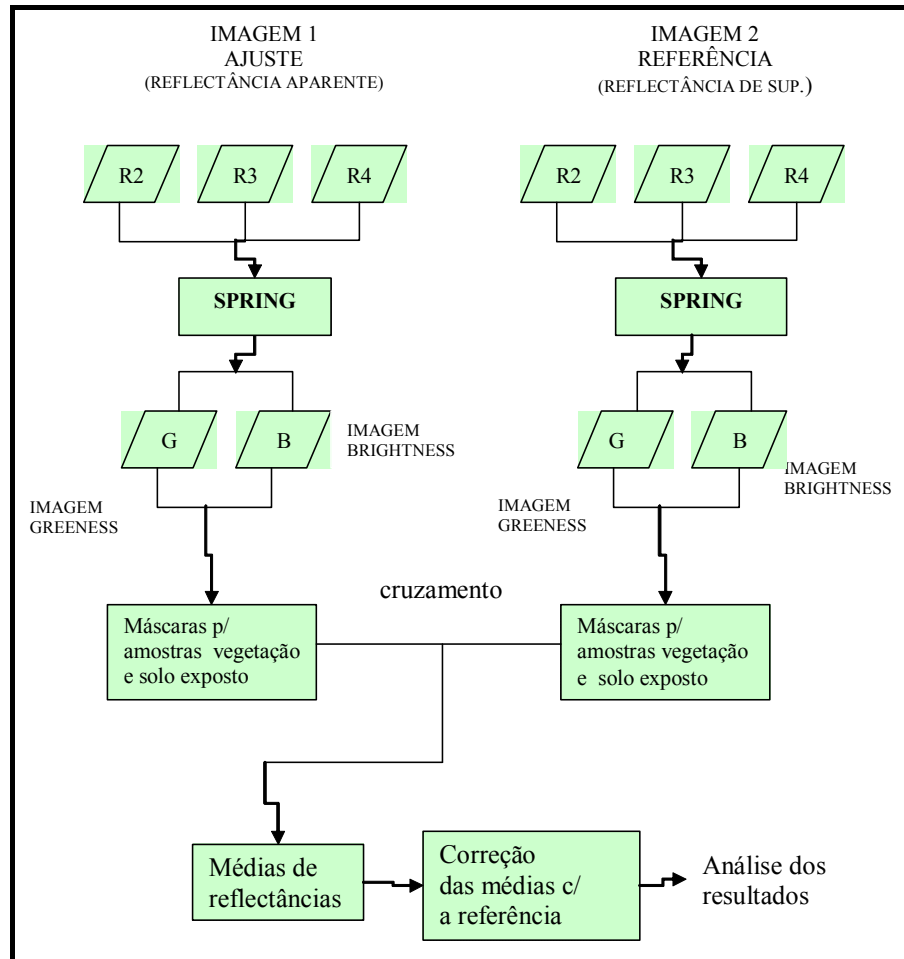 IMAGEM 1
AJUSTE
(REFLECTÂNCIA APARENTE)
IMAGEM 2
REFERÊNCIA
(REFLECTÂNCIA DE SUP.)
R2
R3
R4
R2
R3
R4
SPRING
SPRING
G
B
IMAGEM
BRIGHTNESS
IMAGEM
GREENESS
G
B
IMAGEM
BRIGHTNESS
IMAGEM
GREENESS
cruzamento
Máscaras p/
amostras vegetação
e solo exposto
Máscaras p/
amostras vegetação
e solo exposto
Médias de
reflectâncias
Correção
das médias c/
a referência
Análise dos
resultados